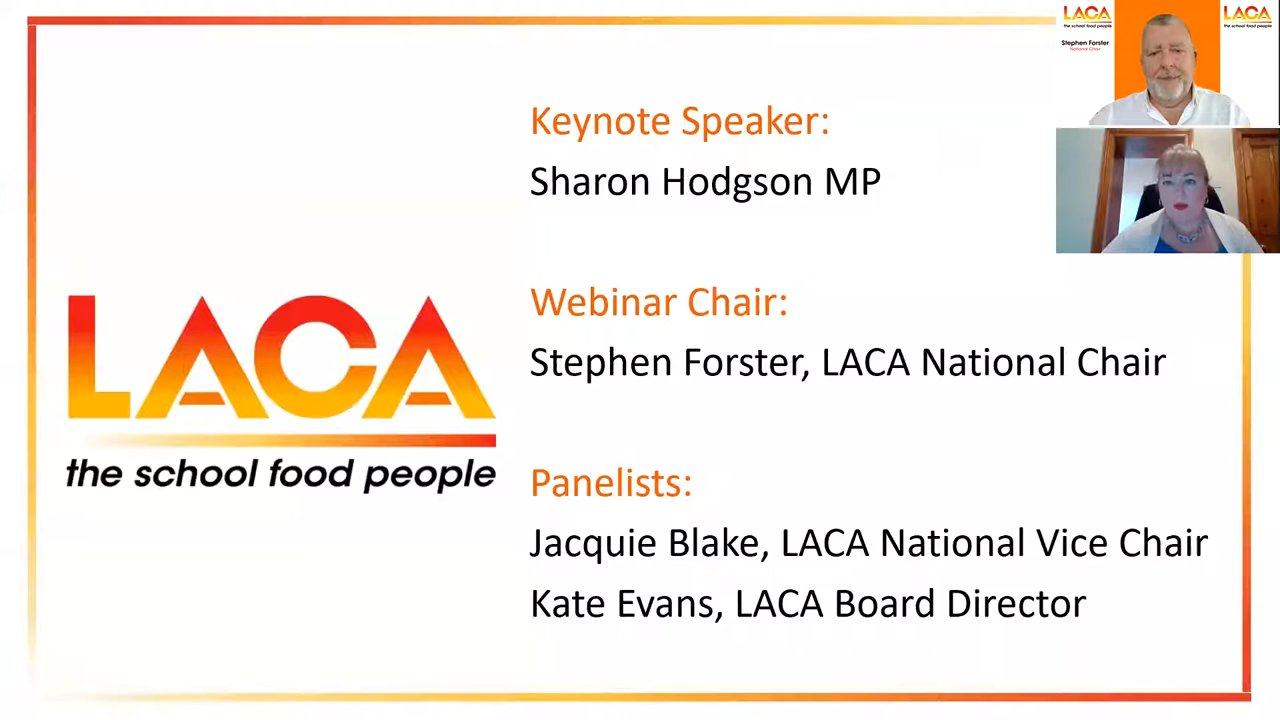 Keynote Speaker:
Sharon Hodgson MP
Webinar Chair:
Stephen Forster, LACA National Chair
Panelists:
Jacquie Blake, LACA National Vice Chair
Kate Evans, LACA Board Director
LACA
the school food people
LACA
the school food people
Stephen Forster
National Chair
LACA
the school food people